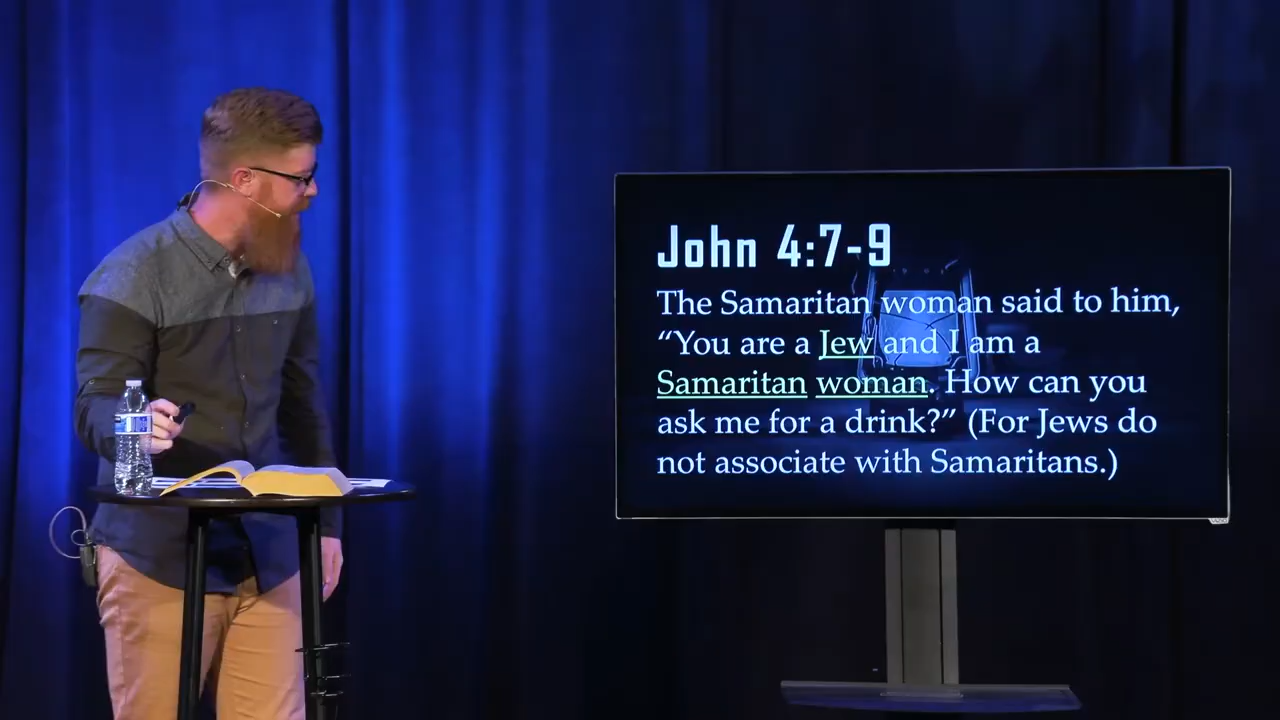 John 4:7-9
The Samaritan woman said to him,
“You are a Jew and I am a
Samaritan woman. How can you
ask me for a drink?” (For Jews do
not associate with Samaritans.)